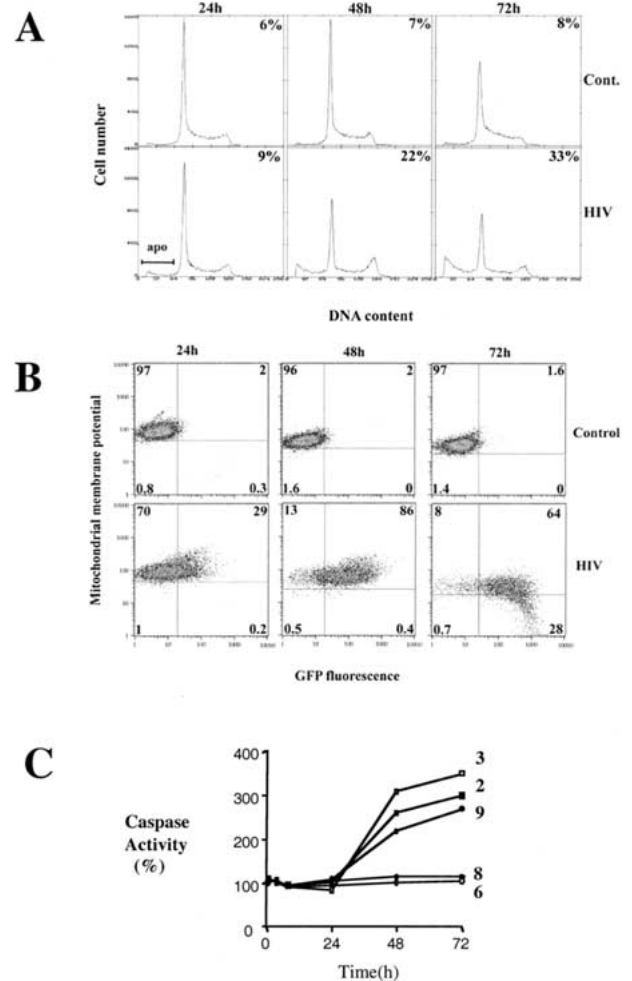 A
24h 48h 72h
6% 7% 8%
Cont.
Cell number
9% 22% 33%
HIV
apo
DNA content
B
24h 48h 72h
97 2 96 2 97 1.6
Control
0.8 0.3 1.6 0 1.4 0
Mitochondrial membrane potential
70 29 13 86 8 64
HIV
1 0.2 0.5 0.4 0.7 28
GFP fluorescence
C
400
300
200
100
0
Caspase
Activity
(%)
3
2
9
8
6
0 24 48 72
Time(h)